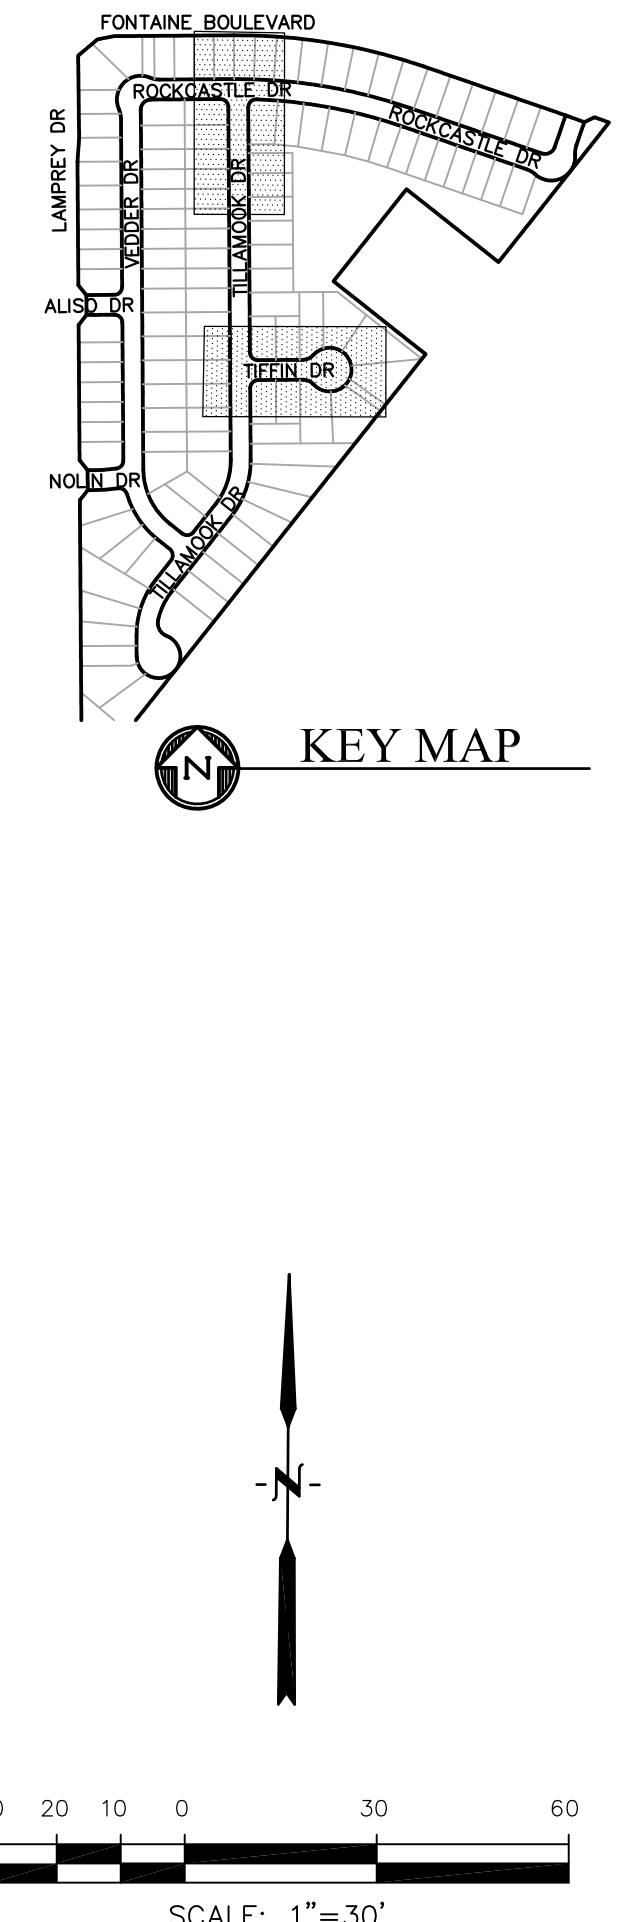 FONTAINE BOULEVARD
ROCKCASTLE DR
ROCKCASTLE DR
LAMPREY DR
VEDDER DR
TILLAMOOK DR
ALISO DR
TIFFIN DR
NOLIN DR
TILLAMOOK DR
N
KEY MAP
N
0 20 10 0 30 60
SCALE: 1"=30'